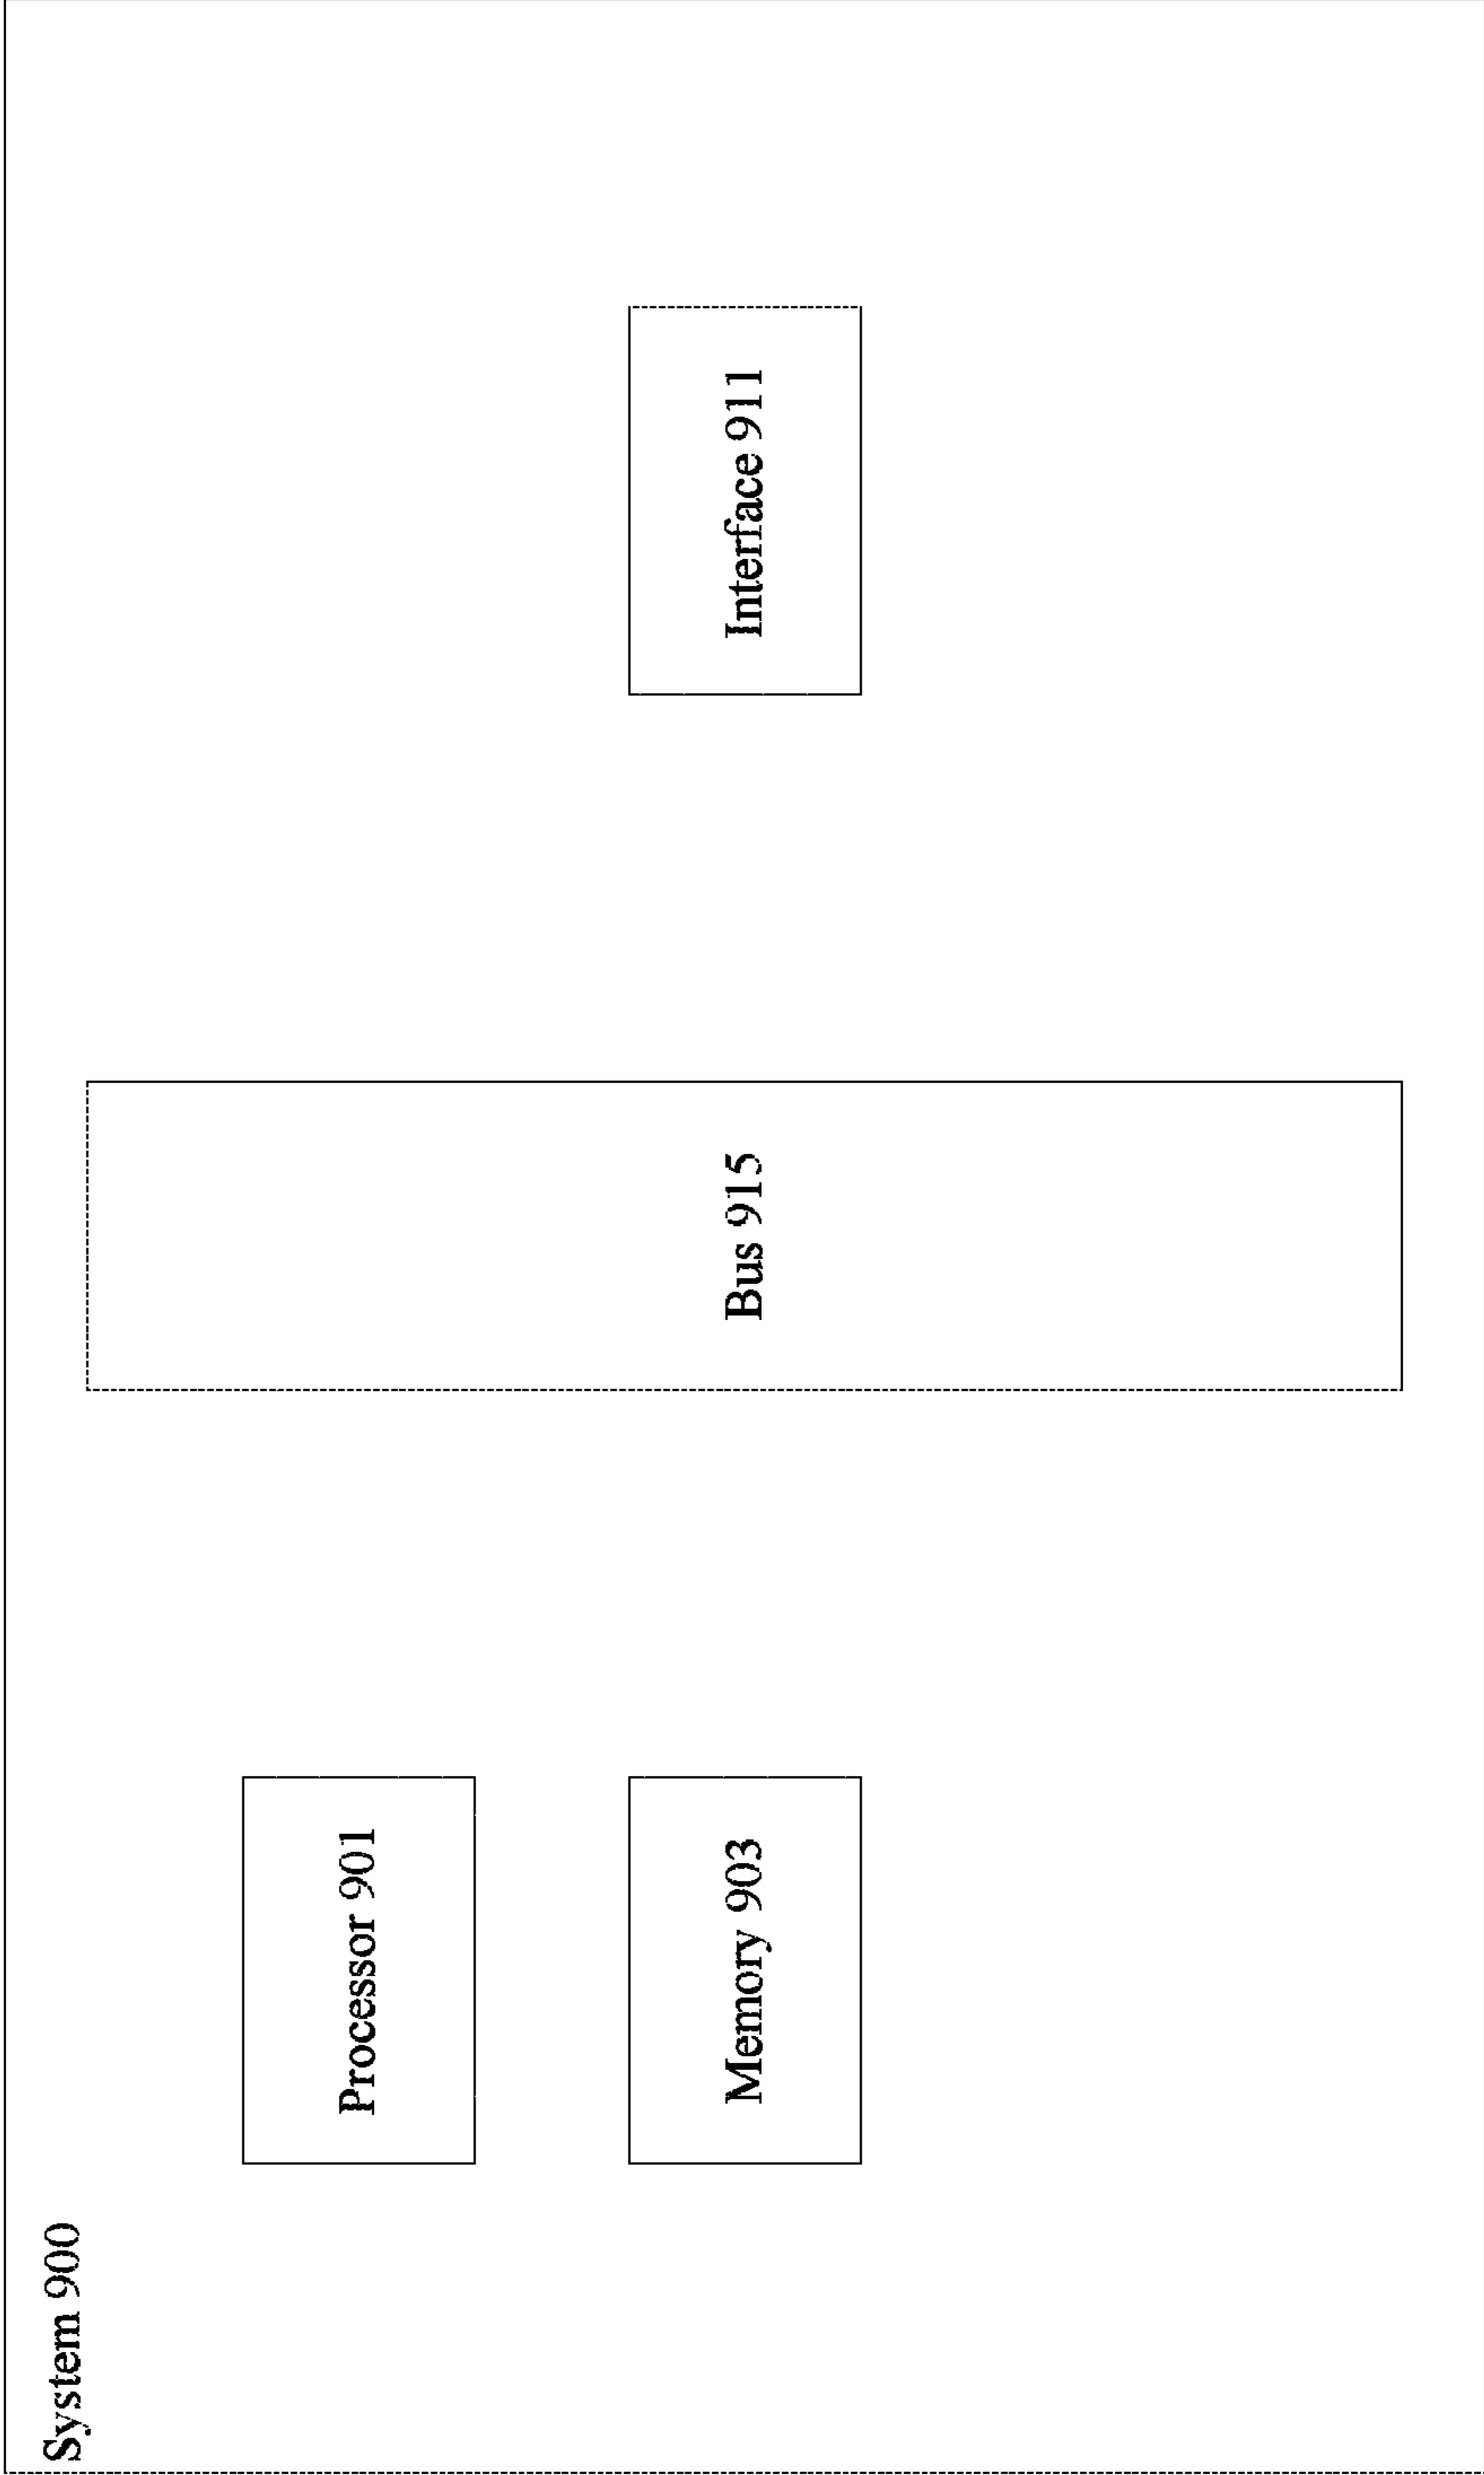 System 900
Processor 901
Memory 903
Bus 915
Interface 911